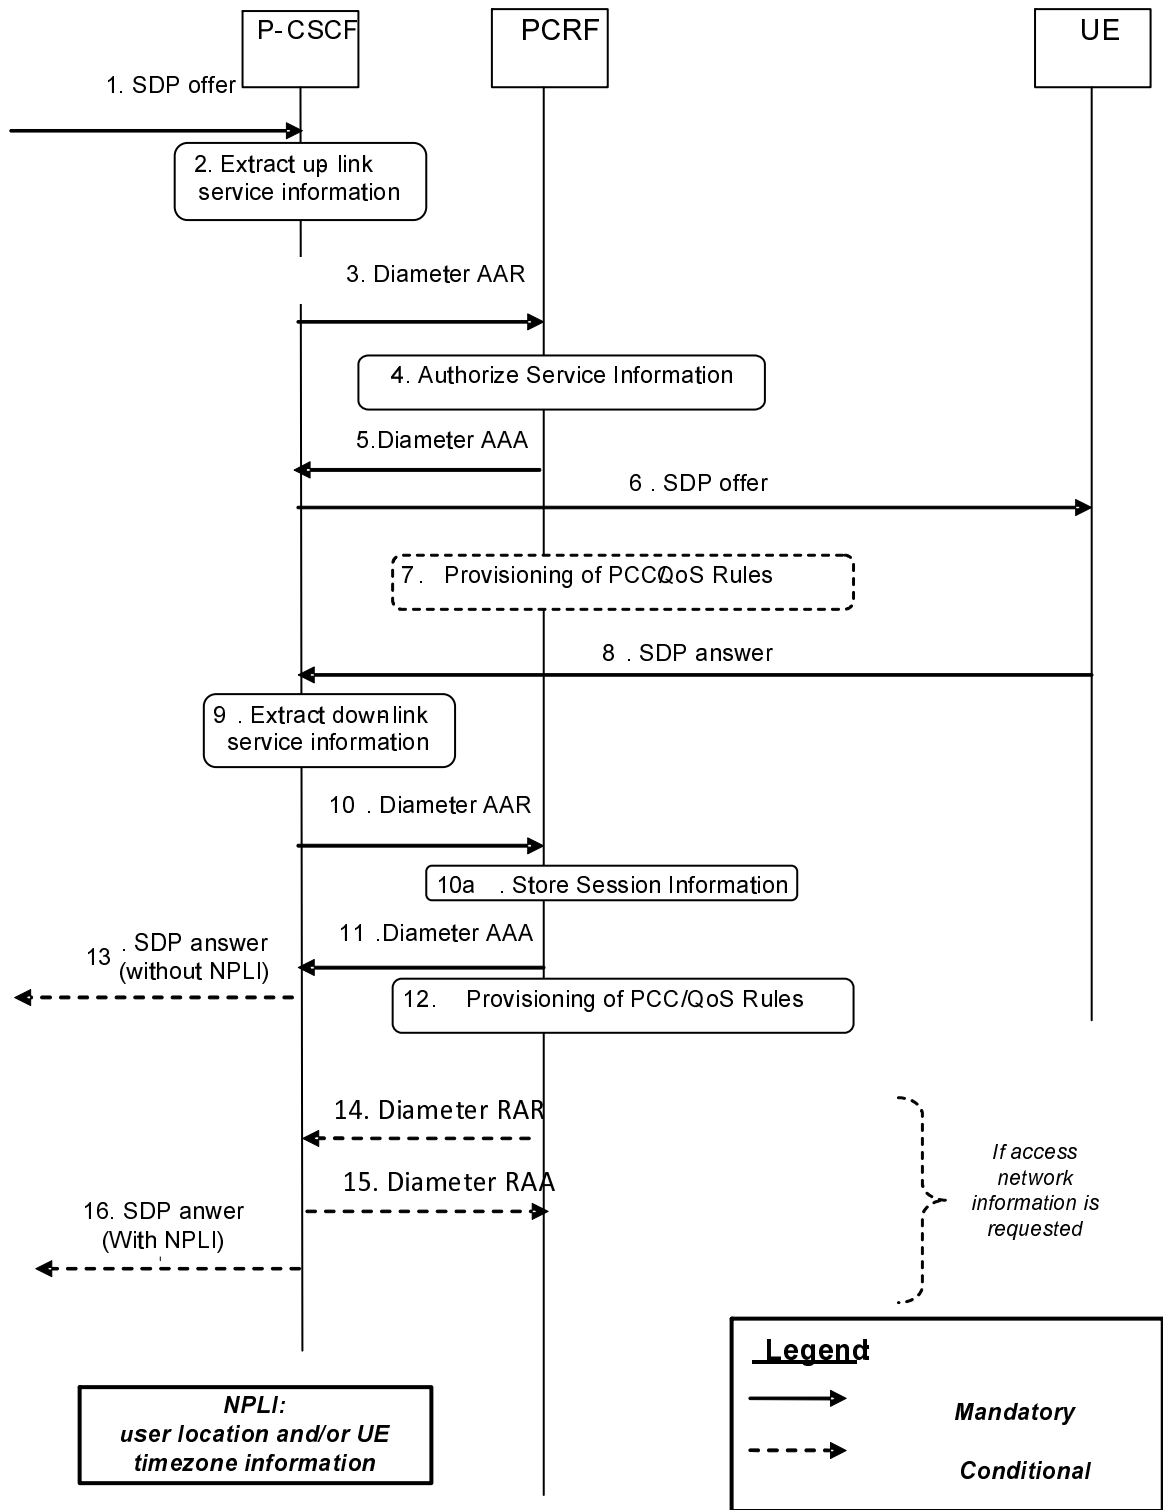 P-CSCF
PCRF
UE
1. SDP offer
2. Extract up link
service information
3. Diameter AAR
4. Authorize Service Information
5.Diameter AAA
6 . SDP offer
7 . Provisioning of PCC/QoS Rules
8 . SDP answer
9 . Extract down-link
service information
10 . Diameter AAR
10a . Store Session Information
11 .Diameter AAA
13 . SDP answer
(without NPLI)
12. Provisioning of PCC/QoS Rules
14. Diameter RAR
15. Diameter RAA
16. SDP anwer
(With NPLI)
If access
network
information is
requested
Legend:
Mandatory
Conditional
NPLI:
user location and/or UE
timezone information